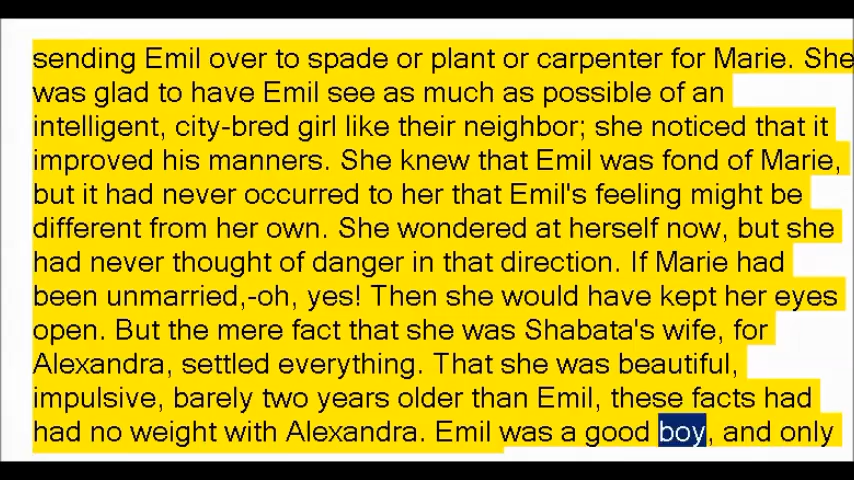 sending Emil over to spade or plant or carpenter for Marie. She
was glad to have Emil see as much as possible of an
intelligent, city-bred girl like their neighbor; she noticed that it
improved his manners. She knew that Emil was fond of Marie,
but it had never occurred to her that Emil's feeling might be
different from her own. She wondered at herself now, but she
had never thought of danger in that direction. If Marie had
been unmarried,-oh, yes! Then she would have kept her eyes
open. But the mere fact that she was Shabata's wife, for
Alexandra, settled everything. That she was beautiful,
impulsive, barely two years older than Emil, these facts had
had no weight with Alexandra. Emil was a good boy, and only